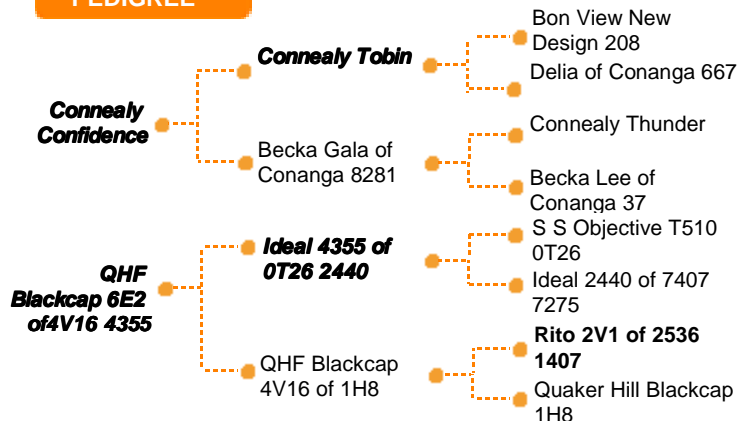 PEDIGREE
Bon View New
Design 208
Connealy Tobin
Delia of Conanga 667
Connealy
Confidence
Connealy Thunder
Becka Gala of
Conanga 8281
Becka Lee of
Conanga 37
S S Objective T510
0T26
Ideal 4355 of
0T26 2440
Ideal 2440 of 7407
7275
QHF
Blackcap 6E2
of4V16 4355
Rito 2V1 of 2536
1407
QHF Blackcap
4V16 of 1H8
Quaker Hill Blackcap
1H8